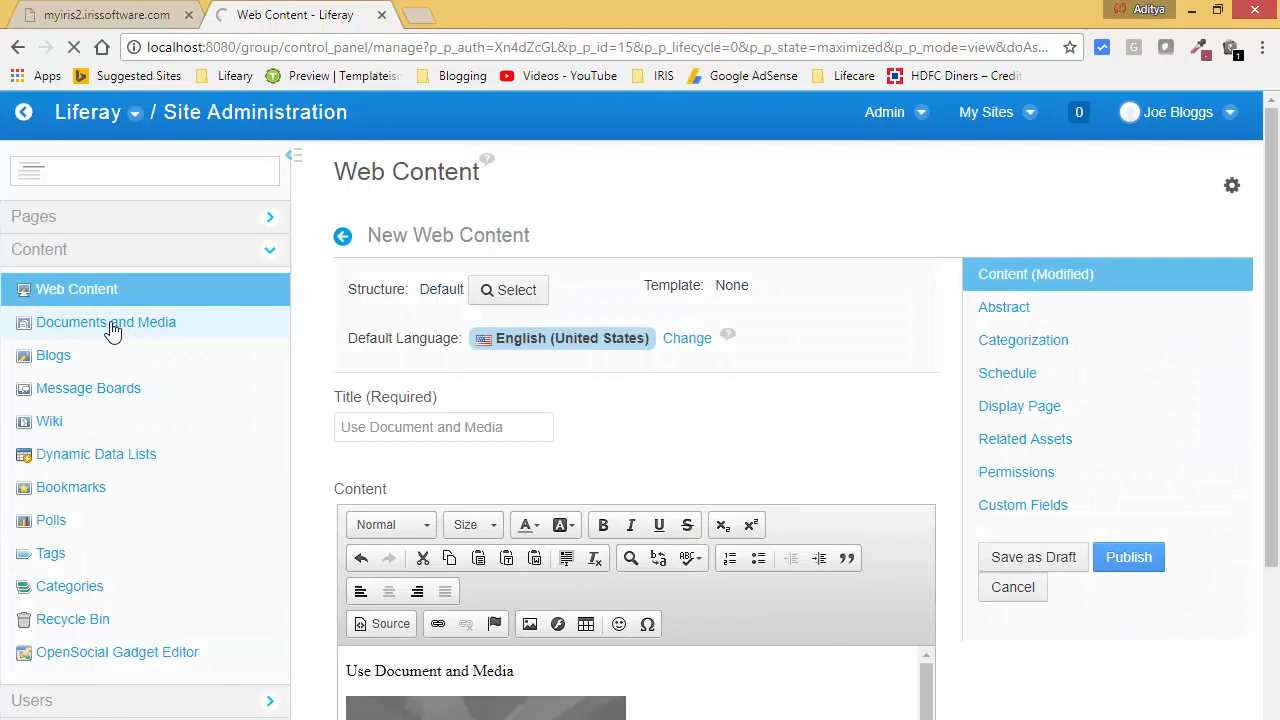 myiris2.irissoftware.com
Web Content - Liferay
Aditya
localhost:8080/group/control_panel/manage?p_p_auth=Xn4dZcGL&p_p_id=15&p_p_lifecycle=0&p_p_state=maximized&p_p_mode=view&doAs...
Apps
Suggested Sites
Lifeary
Preview | Templateism
Blogging
Videos - YouTube
IRIS
Google AdSense
Lifecare
HDFC Diners – Credit
1
Liferay / Site Administration
Admin
My Sites
0
Joe Bloggs
Pages
Content
Web Content
Documents and Media
Blogs
Message Boards
Wiki
Dynamic Data Lists
Bookmarks
Polls
Tags
Categories
Recycle Bin
OpenSocial Gadget Editor
Users
Web Content
New Web Content
Structure: Default Select
Template: None
Default Language: English (United States) Change
Title (Required)
Use Document and Media
Content
Normal Size
Source
Use Document and Media
Content (Modified)
Abstract
Categorization
Schedule
Display Page
Related Assets
Permissions
Custom Fields
Save as Draft Publish
Cancel